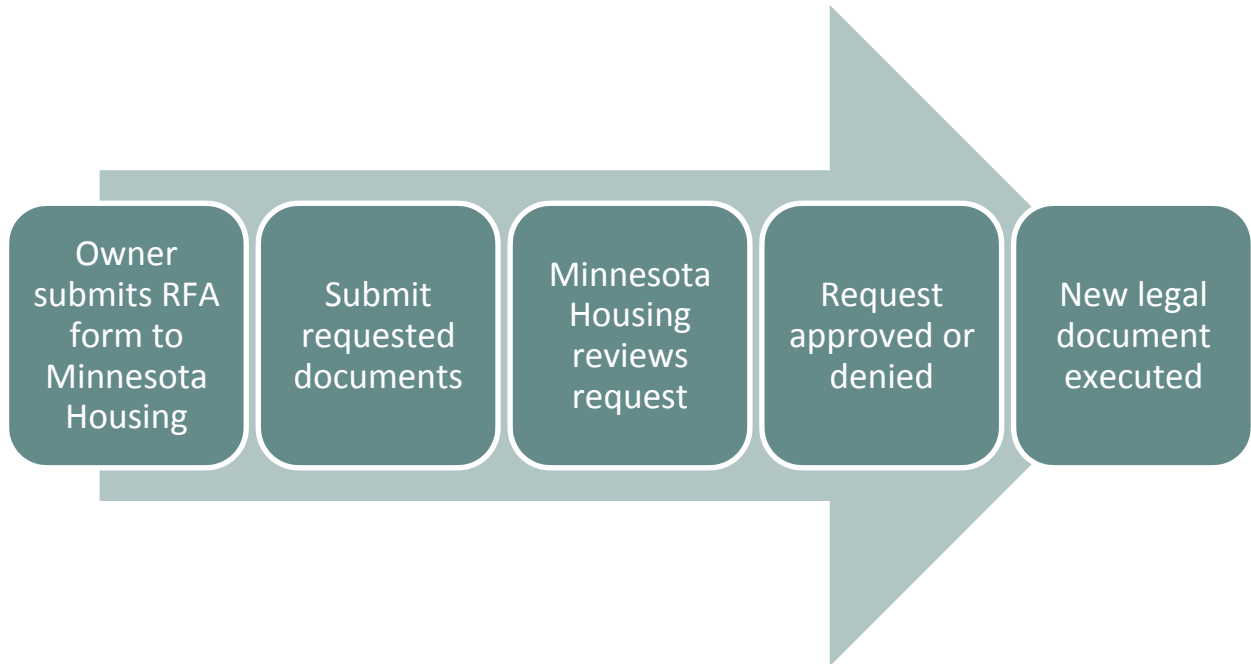 Owner
submits RFA
form to
Minnesota
Housing
Submit
requested
documents
Minnesota
Housing
reviews
request
Request
approved or
denied
New legal
document
executed